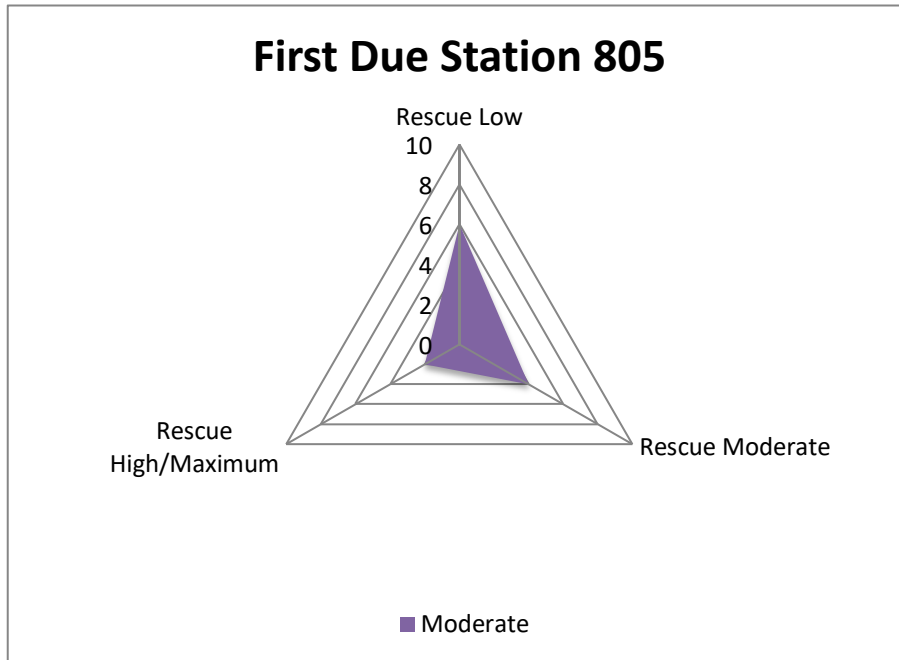 First Due Station 805
Rescue Low
10
8
6
4
2
0
Rescue
High/Maximum
Rescue Moderate
Moderate